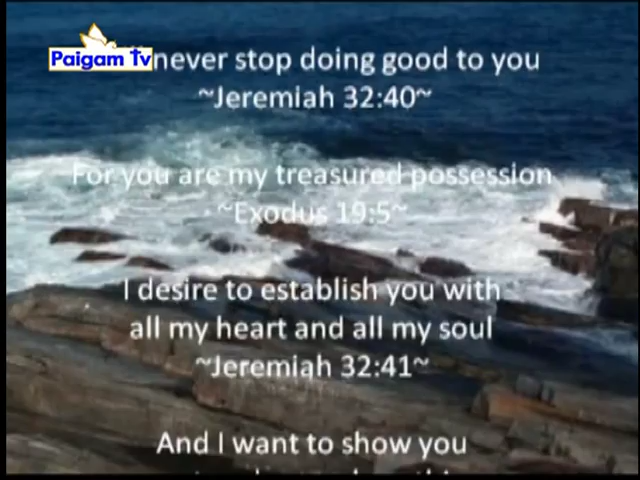 Paigam Tv
never stop doing good to you
~Jeremiah 32:40~
For you are my treasured possession
~Exodus 19:5~
I desire to establish you with
all my heart and all my soul
~Jeremiah 32:41~
And I want to show you